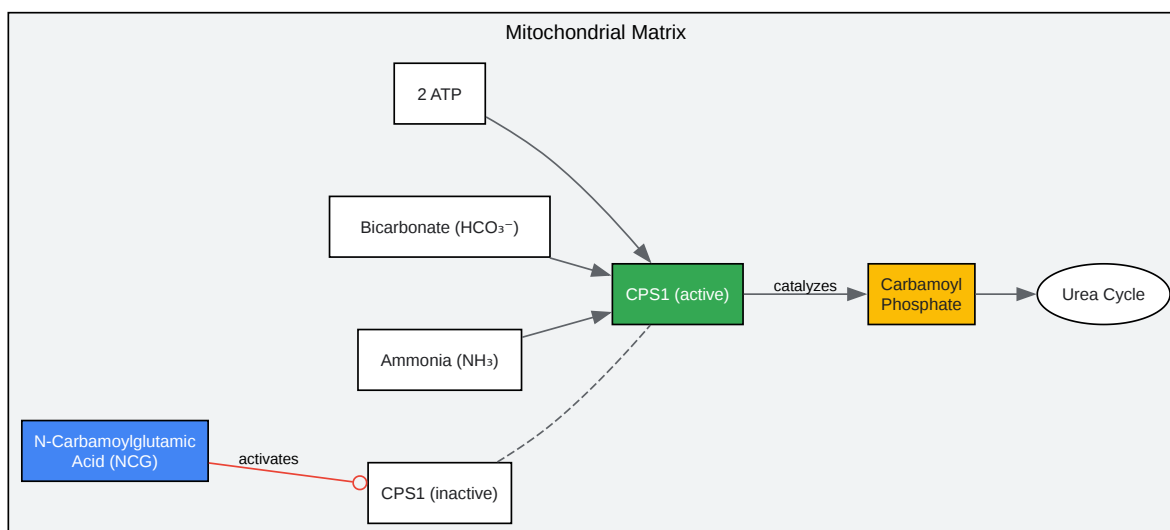 Mitochondrial Matrix
2 ATP
Bicarbonate (HCO₃⁻)
CPS1 (active)
catalyzes
Carbamoyl
Phosphate
Urea Cycle
Ammonia (NH₃)
N-Carbamoylglutamic
Acid (NCG)
activates
CPS1 (inactive)